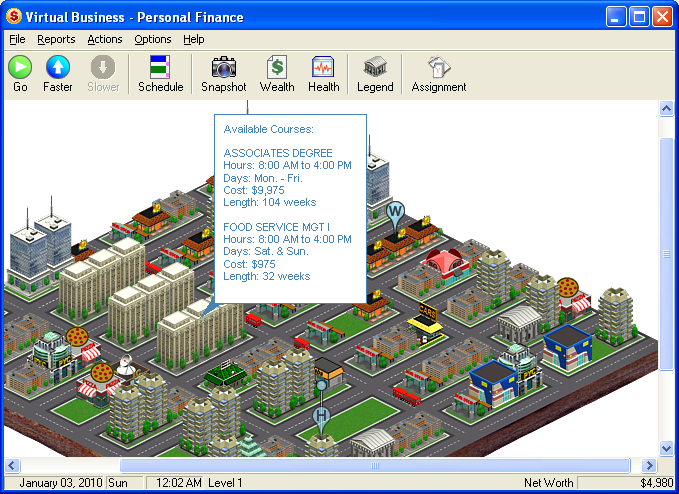 Virtual Business - Personal Finance
File Reports Actions Options Help
Go Faster Slower Schedule Snapshot Wealth Health Legend Assignment
Available Courses:
ASSOCIATES DEGREE
Hours: 8:00 AM to 4:00 PM
Days: Mon. - Fri.
Cost: $9,975
Length: 104 weeks
FOOD SERVICE MGT I
Hours: 8:00 AM to 4:00 PM
Days: Sat. & Sun.
Cost: $975
Length: 32 weeks
W
CARS
H
January 03, 2010 Sun 12:02 AM Level 1 Net Worth $4,980